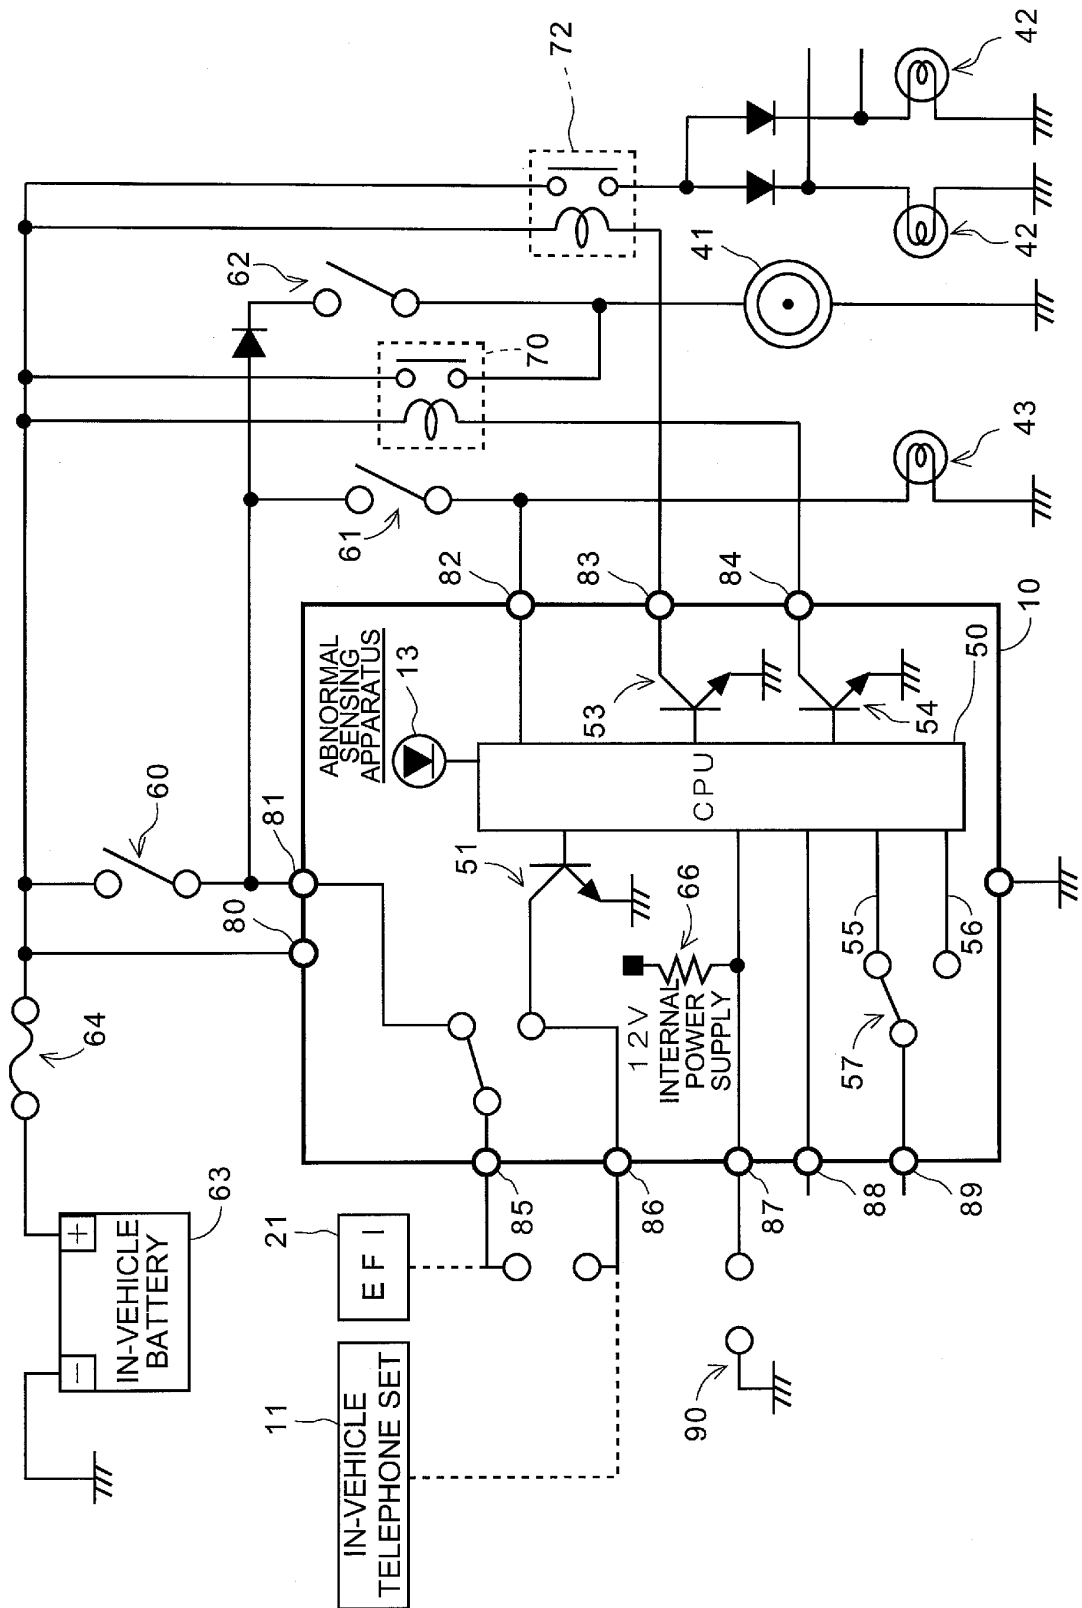 64
−
+
IN-VEHICLE
BATTERY
63
60
80
81
62
11
21
IN-VEHICLE
TELEPHONE SET
E F I
ABNORMAL
SENSING
APPARATUS
13
61
82
51
85
86
70
72
83
53
41
12V
INTERNAL
POWER
SUPPLY
66
CPU
90
87
84
54
88
57
55
89
56
50
10
43
42
42